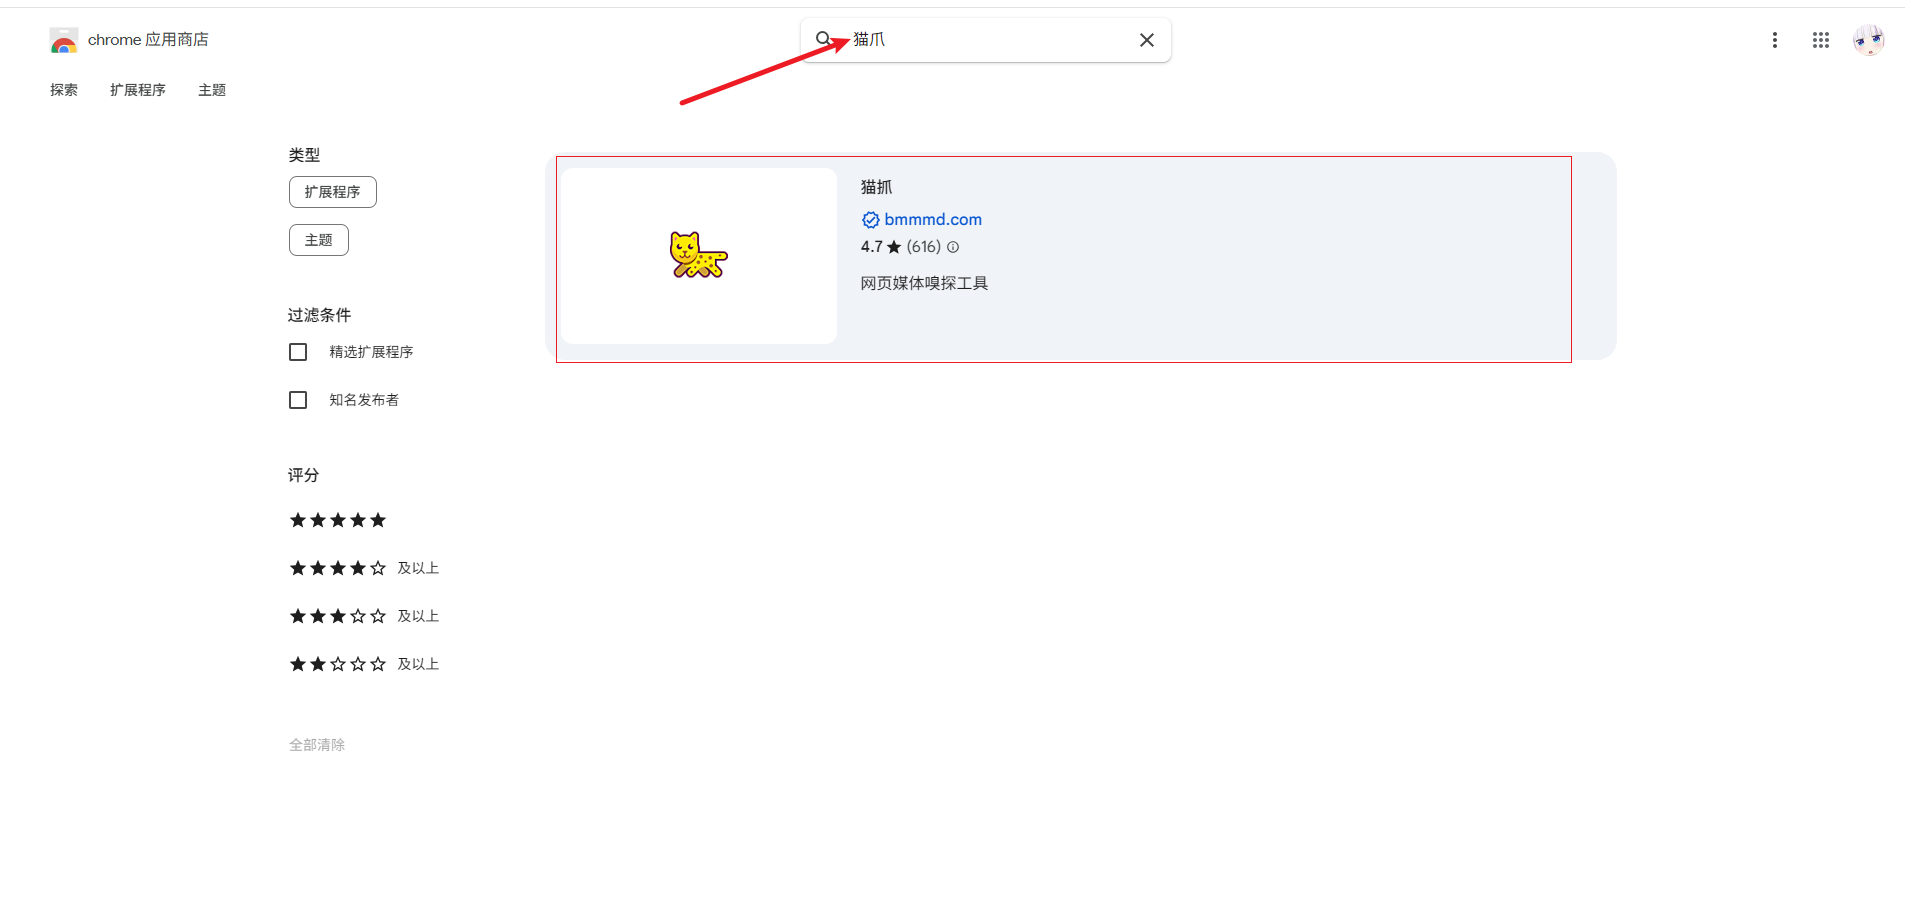 chrome 应用商店
猫爪
探索
扩展程序
主题
类型
扩展程序
主题
过滤条件
精选扩展程序
知名发布者
评分
及以上
及以上
及以上
全部清除
猫抓
bmmmd.com
4.7 ★ (616)
网页媒体嗅探工具